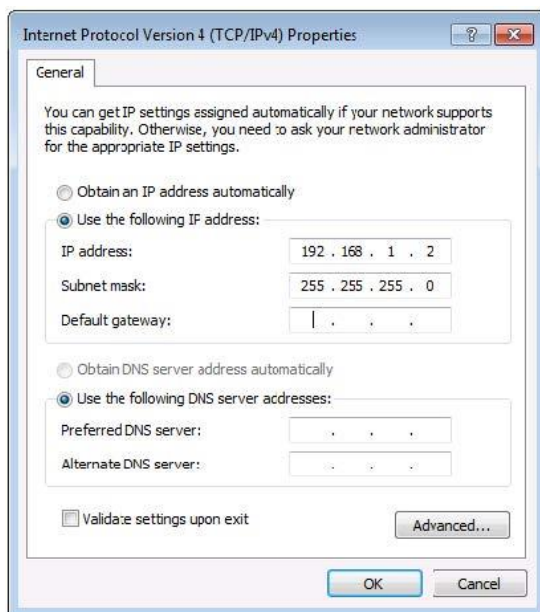 Internet Protocol Version 4 (TCP/IPv4) Properties
General
You can get IP settings assigned automatically if your network supports
this capability. Otherwise, you need to ask your network administrator
for the appropriate IP settings.
Obtain an IP address automatically
Use the following IP address:
IP address: 192 . 168 . 1 . 2
Subnet mask: 255 . 255 . 255 . 0
Default gateway: . . .
Obtain DNS server address automatically
Use the following DNS server addresses:
Preferred DNS server: . . .
Alternate DNS server: . . .
Validate settings upon exit
Advanced...
OK Cancel